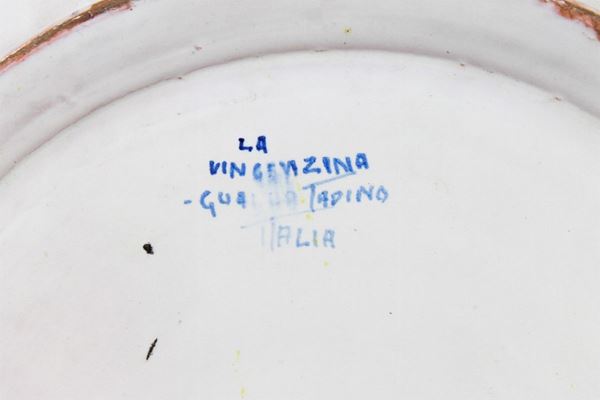 LA
VINCENZINA
- GUALDO TADINO
ITALIA